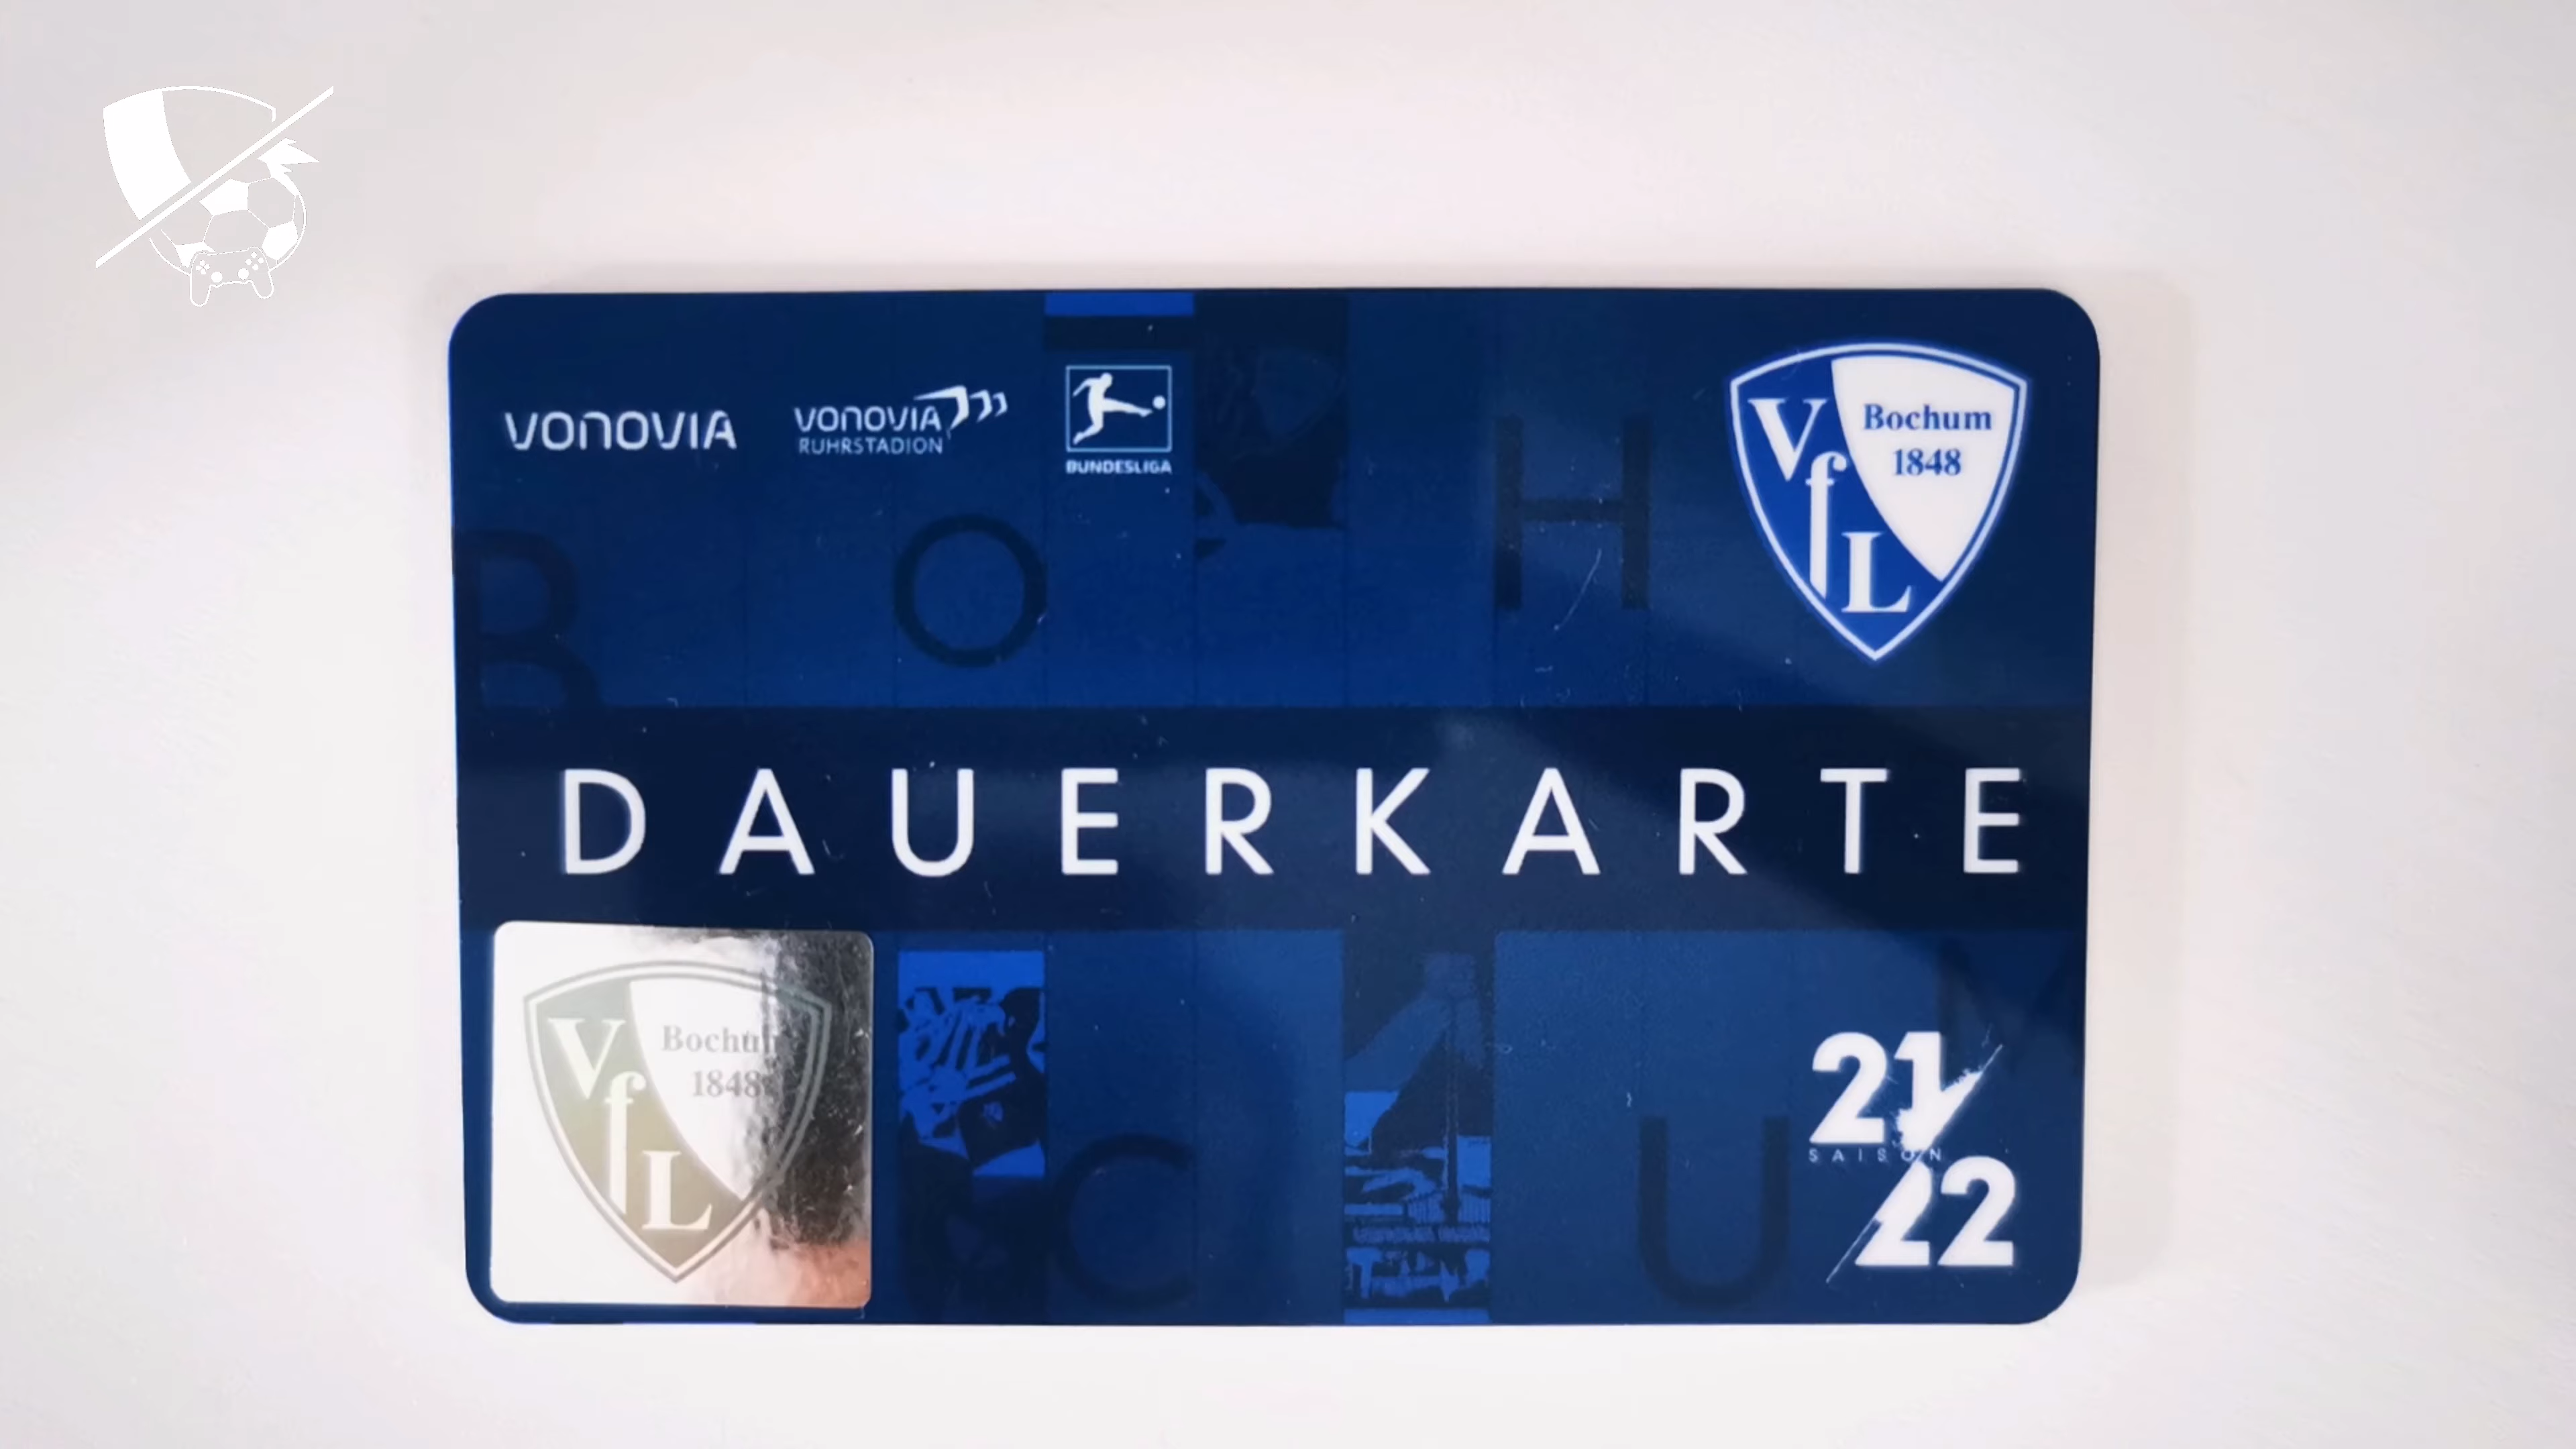 VONOVIA
VONOVIA
RUHRSTADION
BUNDESLIGA
VfL
Bochum
1848
B O H
DAUERKARTE
VfL
Bochum
1848
C U M
21
SAISON
22